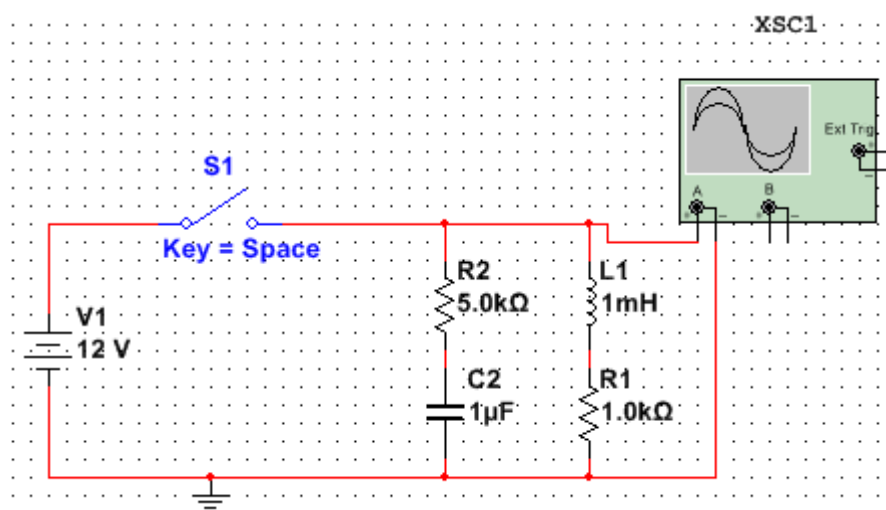 XSC1
Ext Trig
+
-
A
B
+ -
+ -
S1
Key = Space
R2
5.0kΩ
L1
1mH
V1
12 V
C2
1µF
R1
1.0kΩ